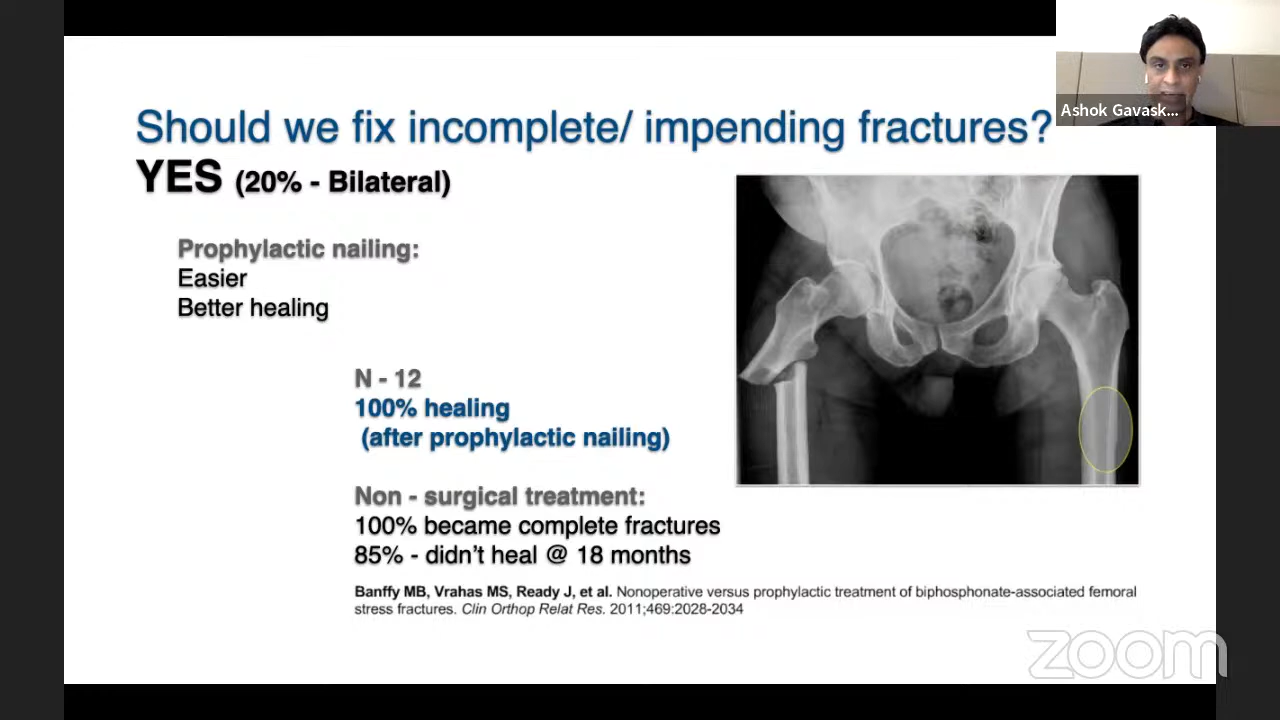 Should we fix incomplete/ impending fractures?
YES (20% - Bilateral)
Prophylactic nailing:
Easier
Better healing
N - 12
100% healing
(after prophylactic nailing)
Non - surgical treatment:
100% became complete fractures
85% - didn’t heal @ 18 months
Banffy MB, Vrahas MS, Ready J, et al. Nonoperative versus prophylactic treatment of biphosphonate-associated femoral
stress fractures. Clin Orthop Relat Res. 2011;469:2028-2034
Ashok Gavask...
zoom